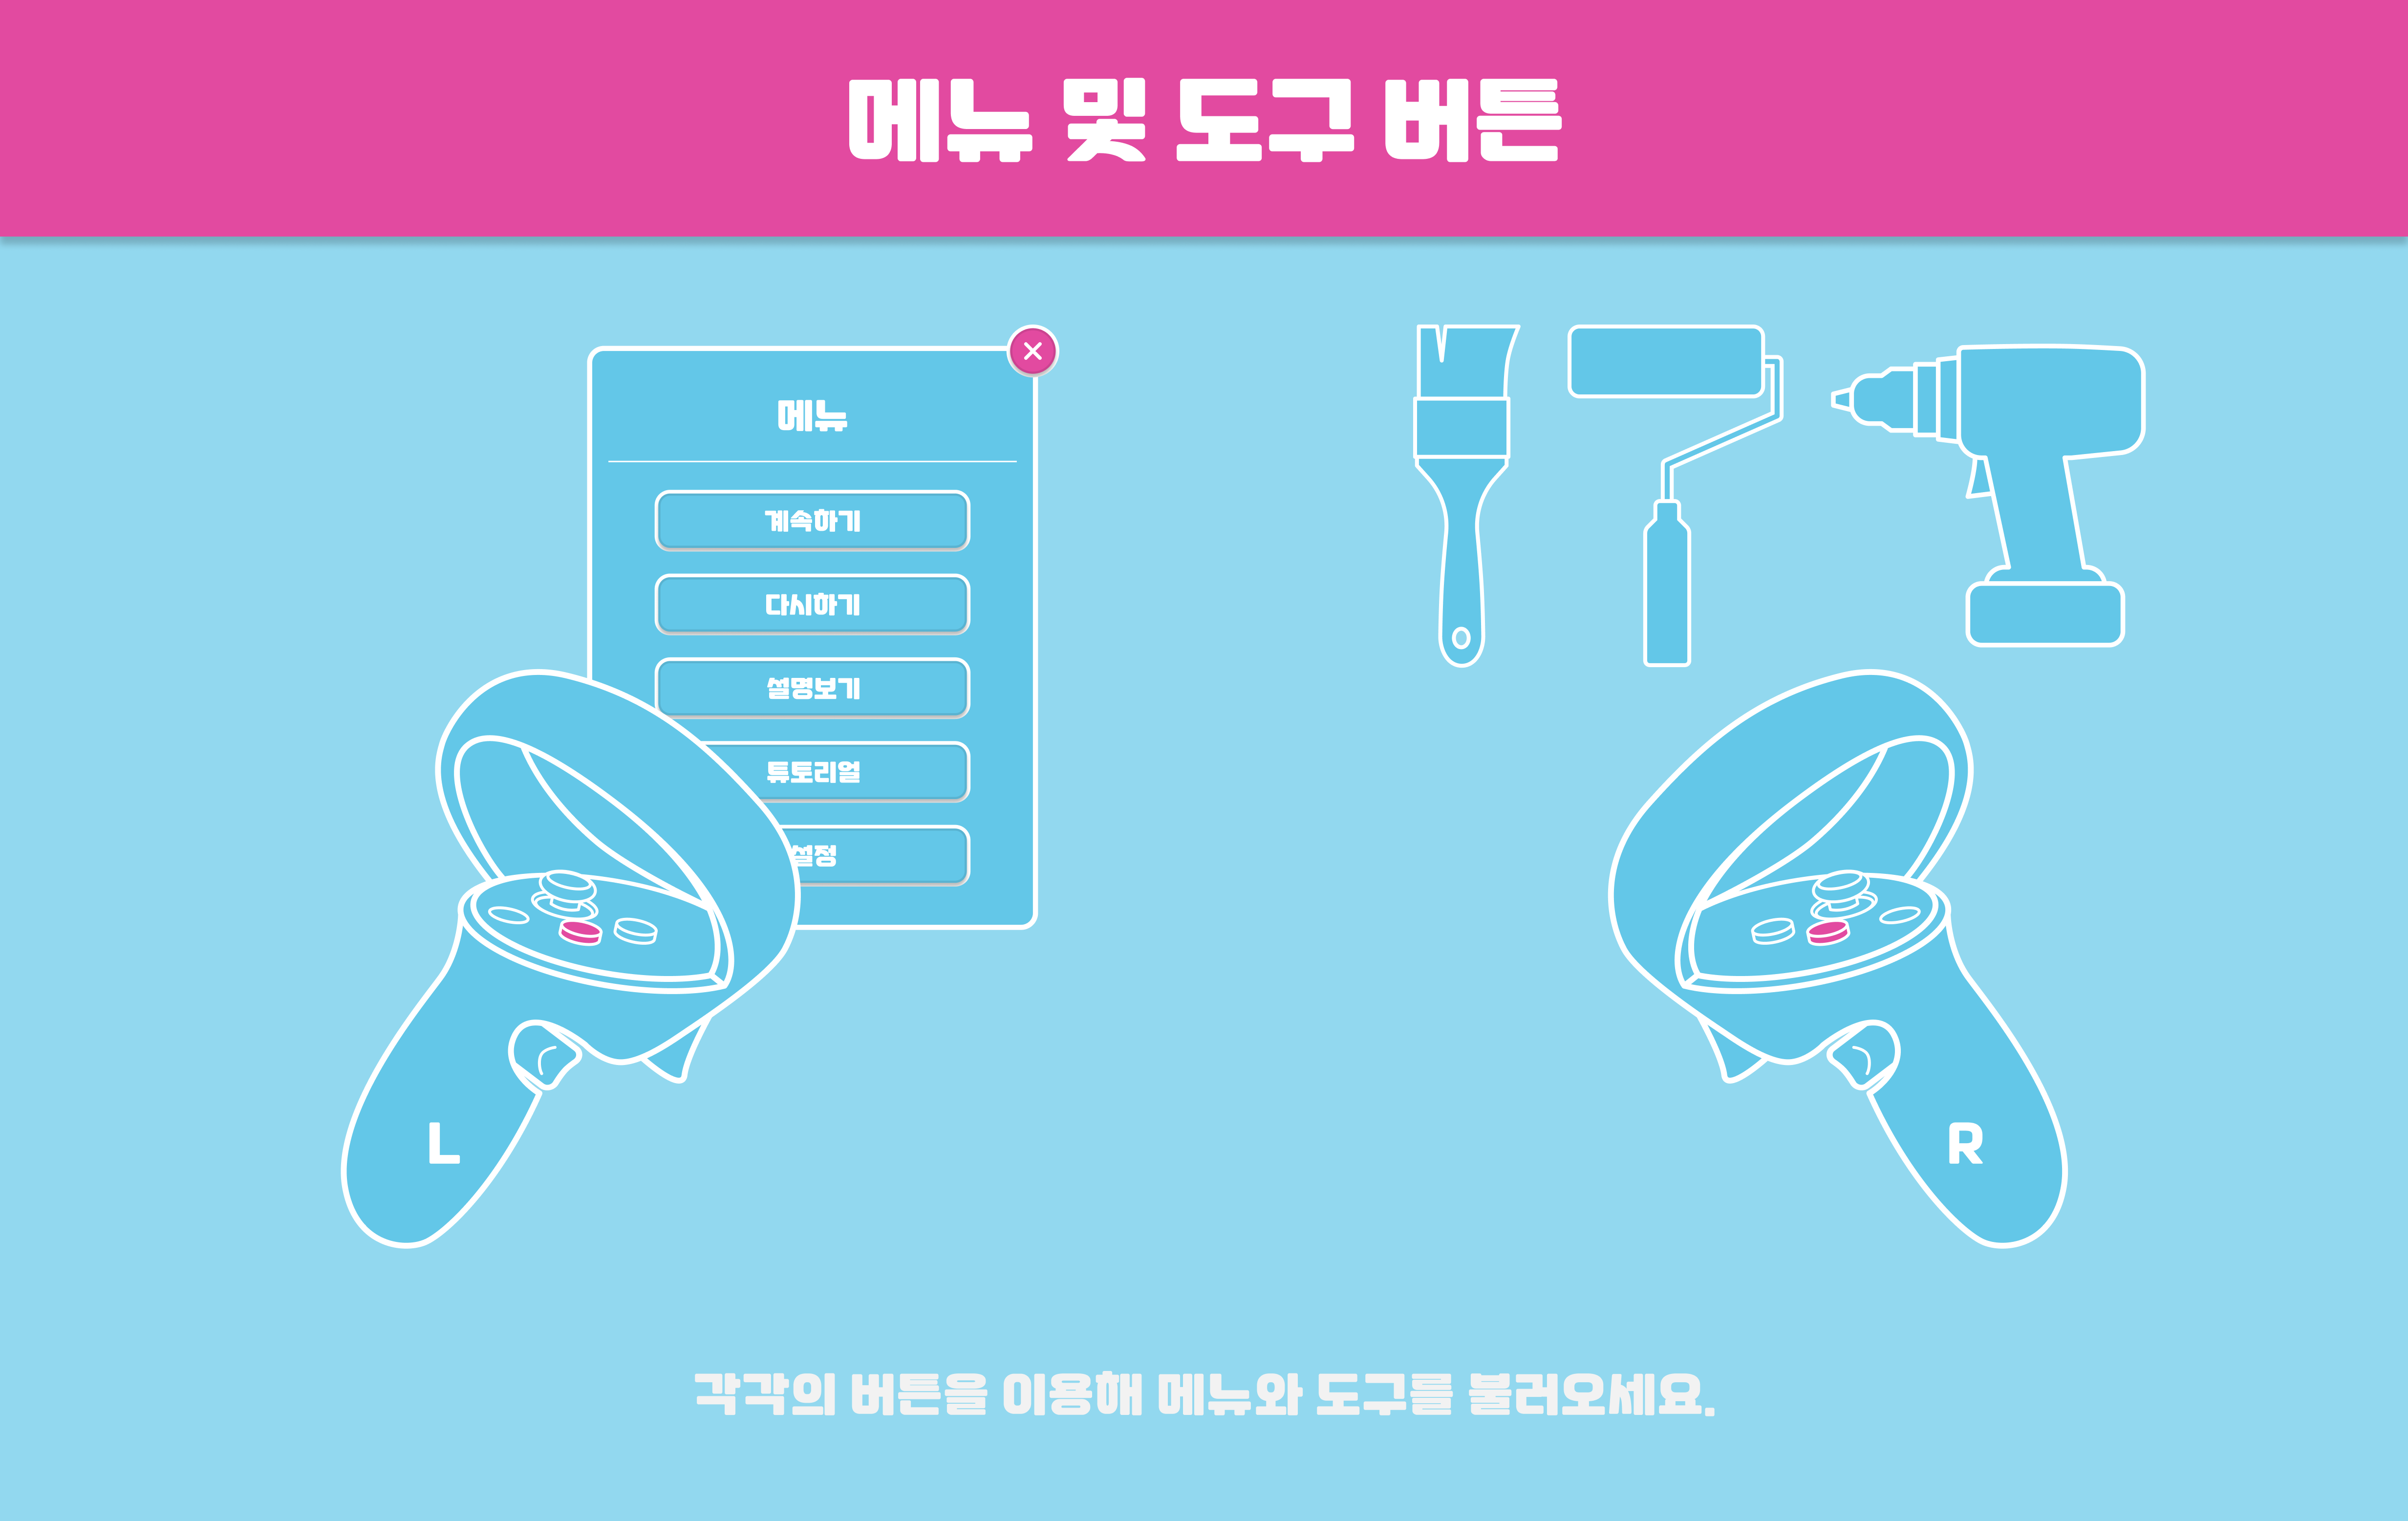 메뉴 및 도구 버튼
메뉴
계속하기
다시하기
설명보기
튜토리얼
설정
L
R
각각의 버튼을 이용해 메뉴와 도구를 불러오세요.